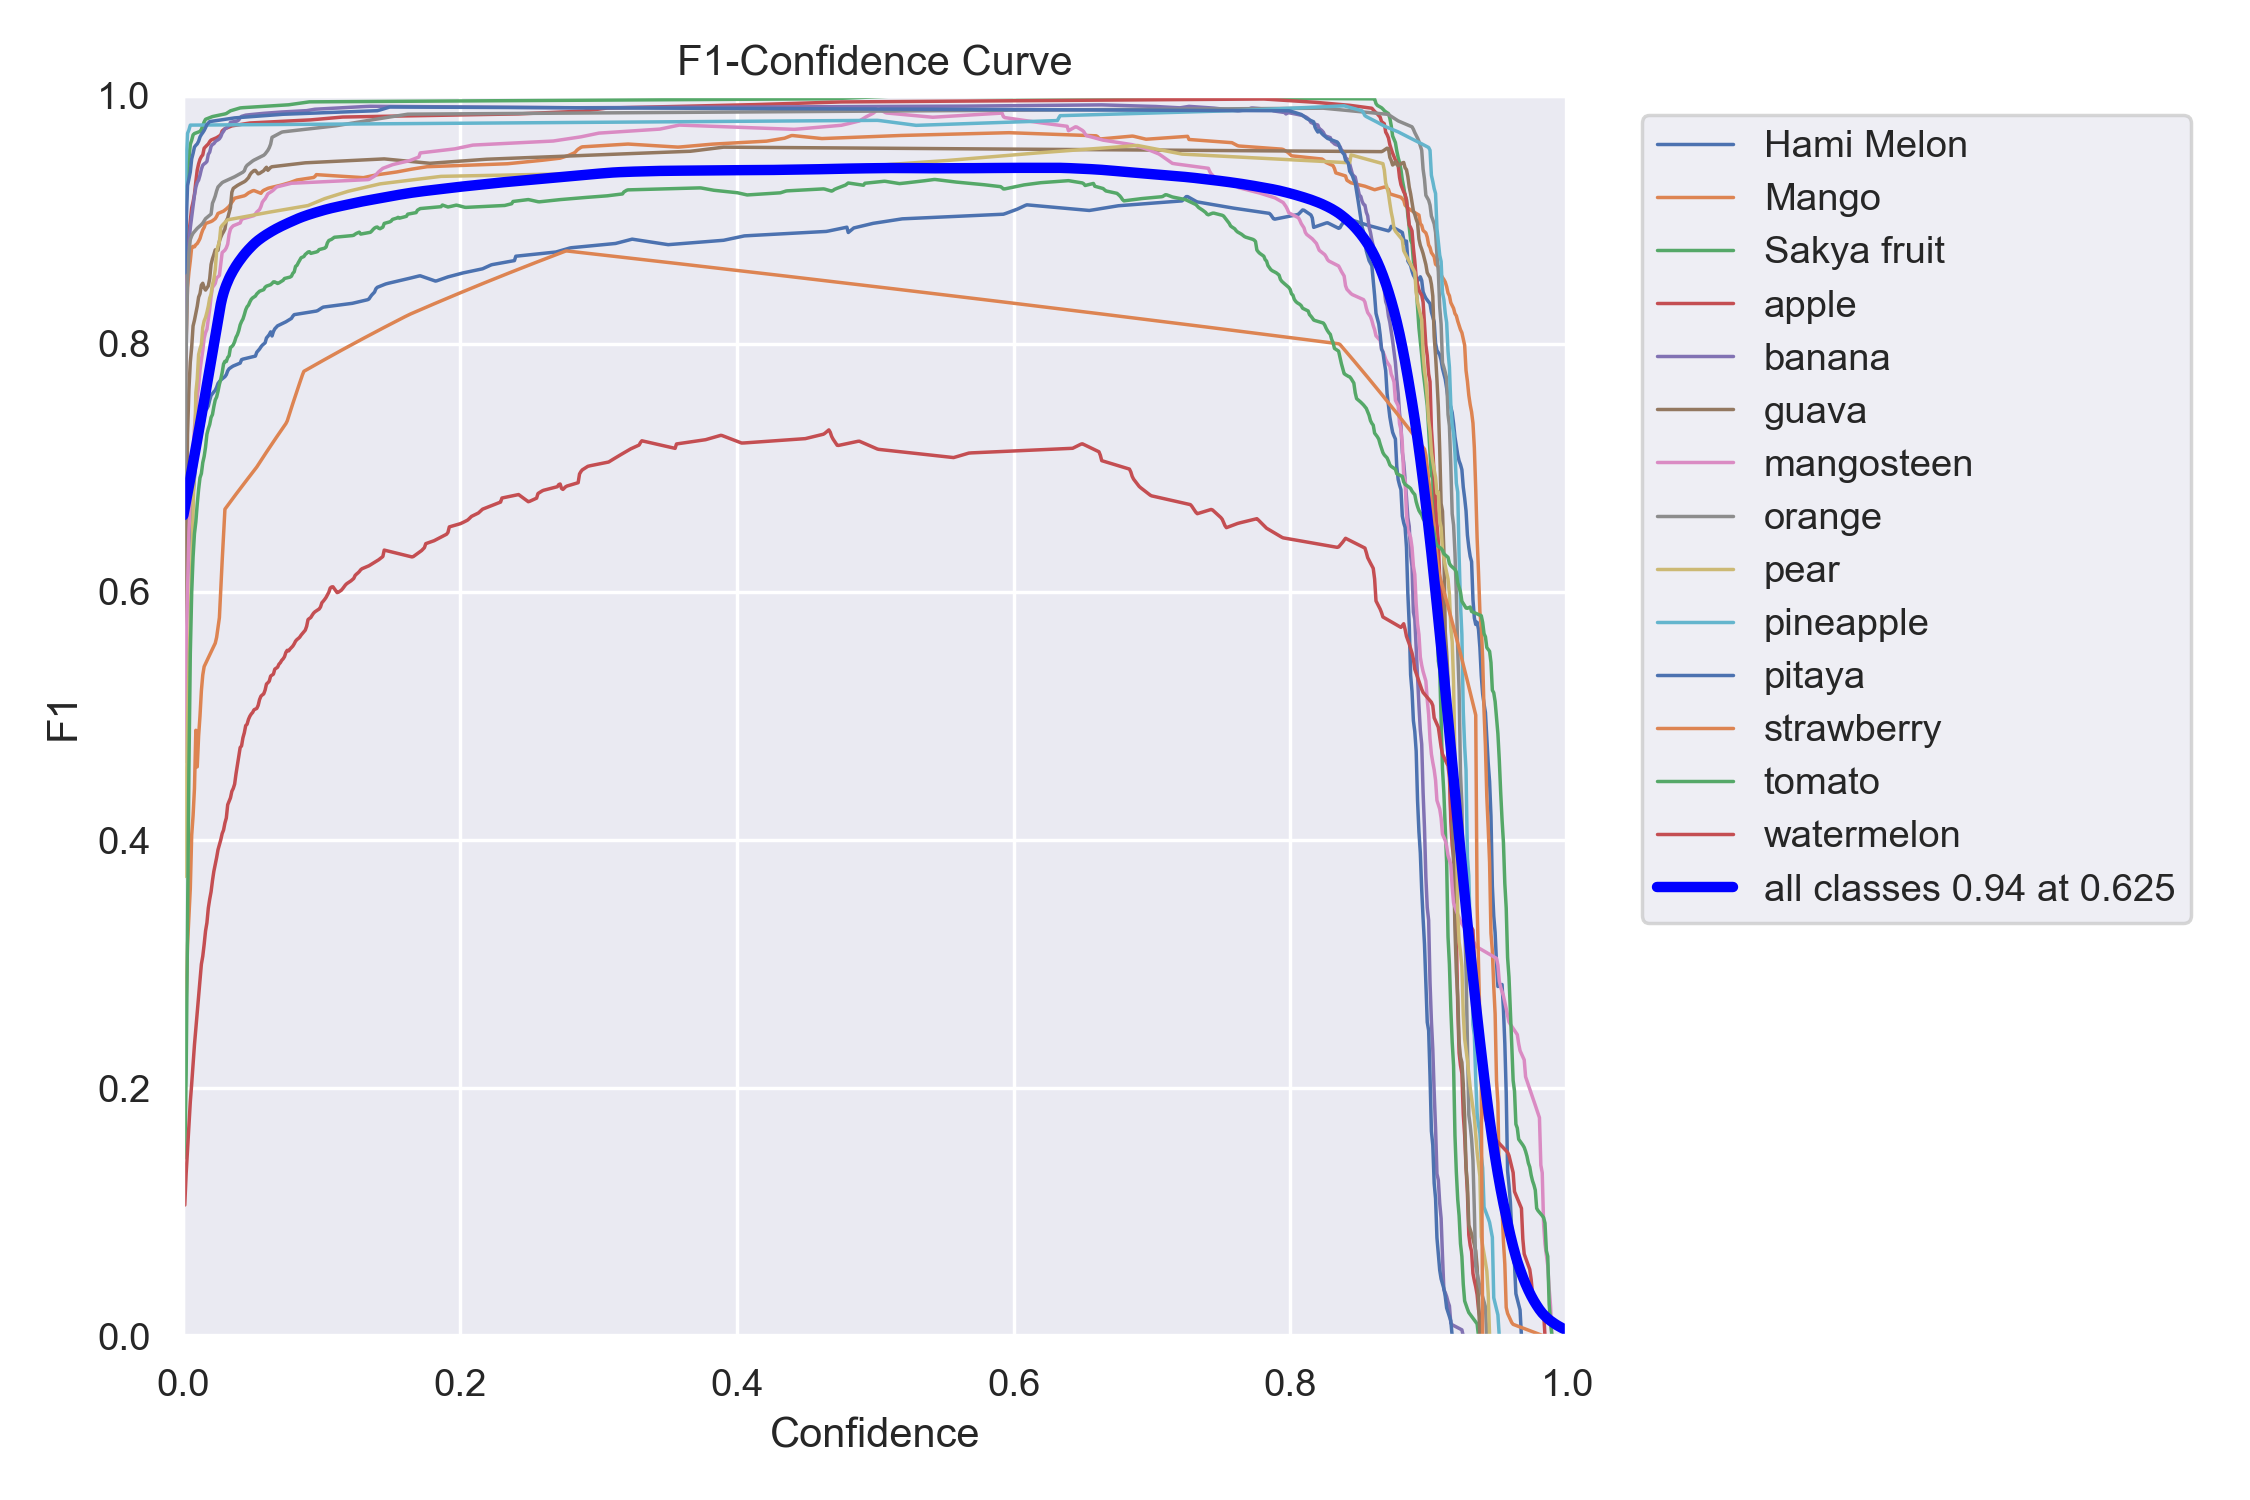 F1-Confidence Curve
1.0
0.8
0.6
0.4
0.2
0.0
F1
0.0 0.2 0.4 0.6 0.8 1.0
Confidence
Hami Melon
Mango
Sakya fruit
apple
banana
guava
mangosteen
orange
pear
pineapple
pitaya
strawberry
tomato
watermelon
all classes 0.94 at 0.625